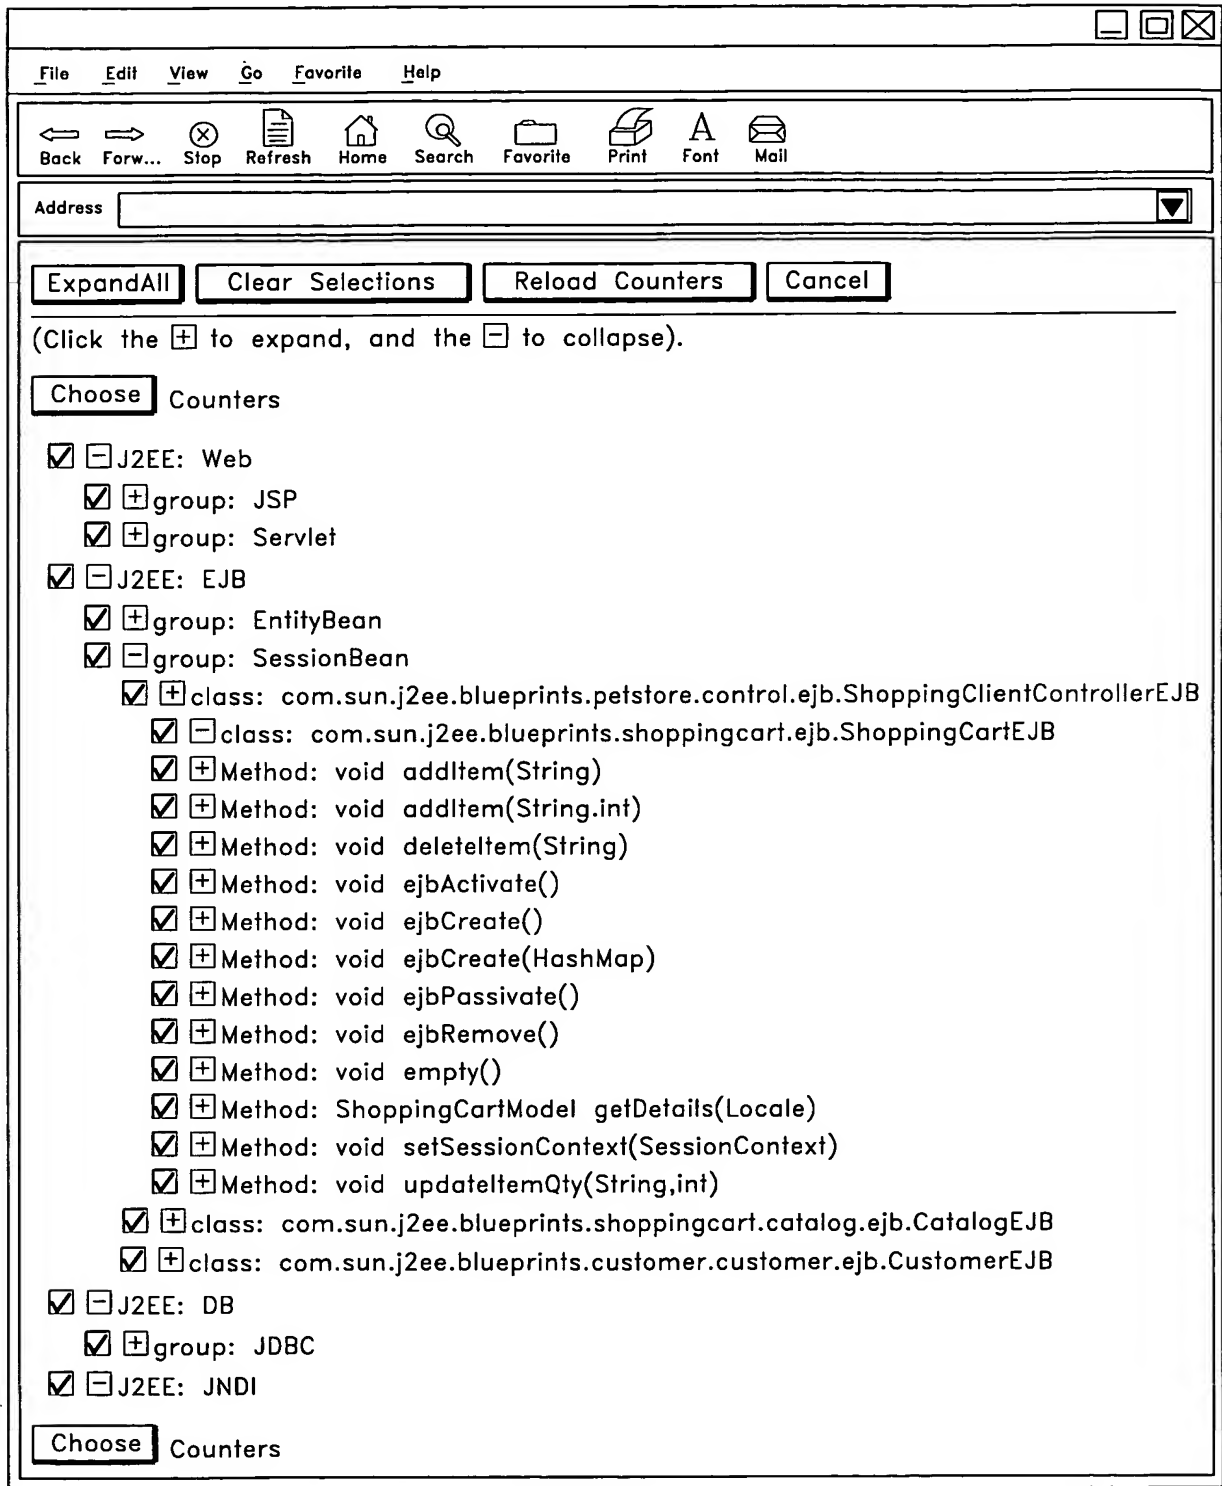 File Edit View Go Favorite Help
Back Forw... Stop Refresh Home Search Favorite Print Font Mail
Address
ExpandAll Clear Selections Reload Counters Cancel
(Click the + to expand, and the - to collapse).
Choose Counters
J2EE: Web
group: JSP
group: Servlet
J2EE: EJB
group: EntityBean
group: SessionBean
class: com.sun.j2ee.blueprints.petstore.control.ejb.ShoppingClientControllerEJB
class: com.sun.j2ee.blueprints.shoppingcart.ejb.ShoppingCartEJB
Method: void addItem(String)
Method: void addItem(String.int)
Method: void deleteItem(String)
Method: void ejbActivate()
Method: void ejbCreate()
Method: void ejbCreate(HashMap)
Method: void ejbPassivate()
Method: void ejbRemove()
Method: void empty()
Method: ShoppingCartModel getDetails(Locale)
Method: void setSessionContext(SessionContext)
Method: void updateItemQty(String,int)
class: com.sun.j2ee.blueprints.shoppingcart.catalog.ejb.CatalogEJB
class: com.sun.j2ee.blueprints.customer.customer.ejb.CustomerEJB
J2EE: DB
group: JDBC
J2EE: JNDI
Choose Counters